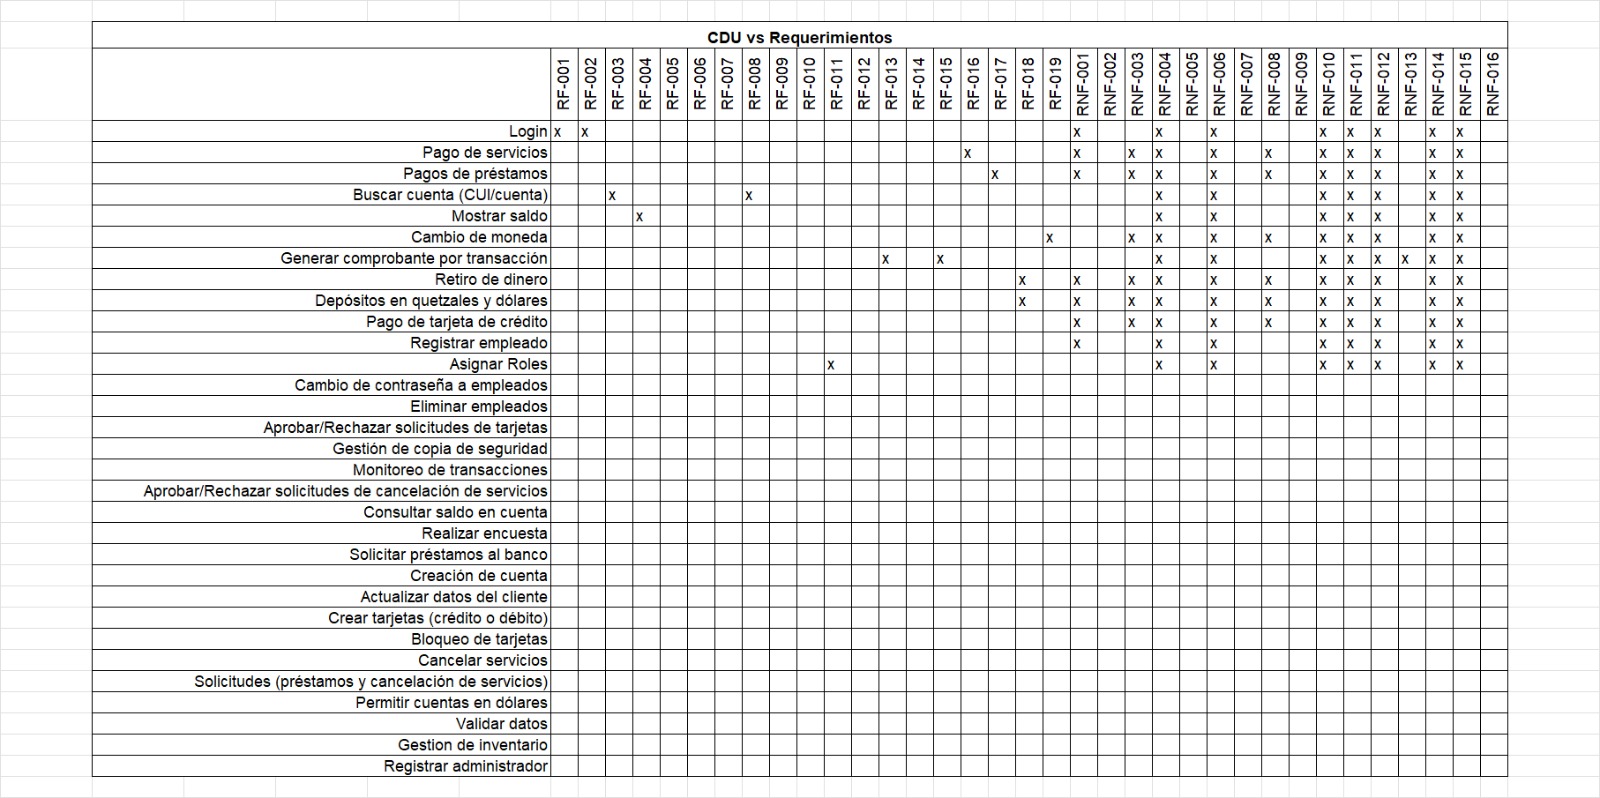 CDU vs Requerimientos
RF-001 RF-002 RF-003 RF-004 RF-005 RF-006 RF-007 RF-008 RF-009 RF-010 RF-011 RF-012 RF-013 RF-014 RF-015 RF-016 RF-017 RF-018 RF-019 RNF-001 RNF-002 RNF-003 RNF-004 RNF-005 RNF-006 RNF-007 RNF-008 RNF-009 RNF-010 RNF-011 RNF-012 RNF-013 RNF-014 RNF-015 RNF-016
Login x x x x x x x x x x
Pago de servicios x x x x x x x x x x x
Pagos de préstamos x x x x x x x x x x x
Buscar cuenta (CUI/cuenta) x x x x x x x x x
Mostrar saldo x x x x x x x x
Cambio de moneda x x x x x x x x x x
Generar comprobante por transacción x x x x x x x x x x
Retiro de dinero x x x x x x x x x x x
Depósitos en quetzales y dólares x x x x x x x x x x x
Pago de tarjeta de crédito x x x x x x x x x x
Registrar empleado x x x x x x x x
Asignar Roles x x x x x x x x
Cambio de contraseña a empleados
Eliminar empleados
Aprobar/Rechazar solicitudes de tarjetas
Gestión de copia de seguridad
Monitoreo de transacciones
Aprobar/Rechazar solicitudes de cancelación de servicios
Consultar saldo en cuenta
Realizar encuesta
Solicitar préstamos al banco
Creación de cuenta
Actualizar datos del cliente
Crear tarjetas (crédito o débito)
Bloqueo de tarjetas
Cancelar servicios
Solicitudes (préstamos y cancelación de servicios)
Permitir cuentas en dólares
Validar datos
Gestion de inventario
Registrar administrador